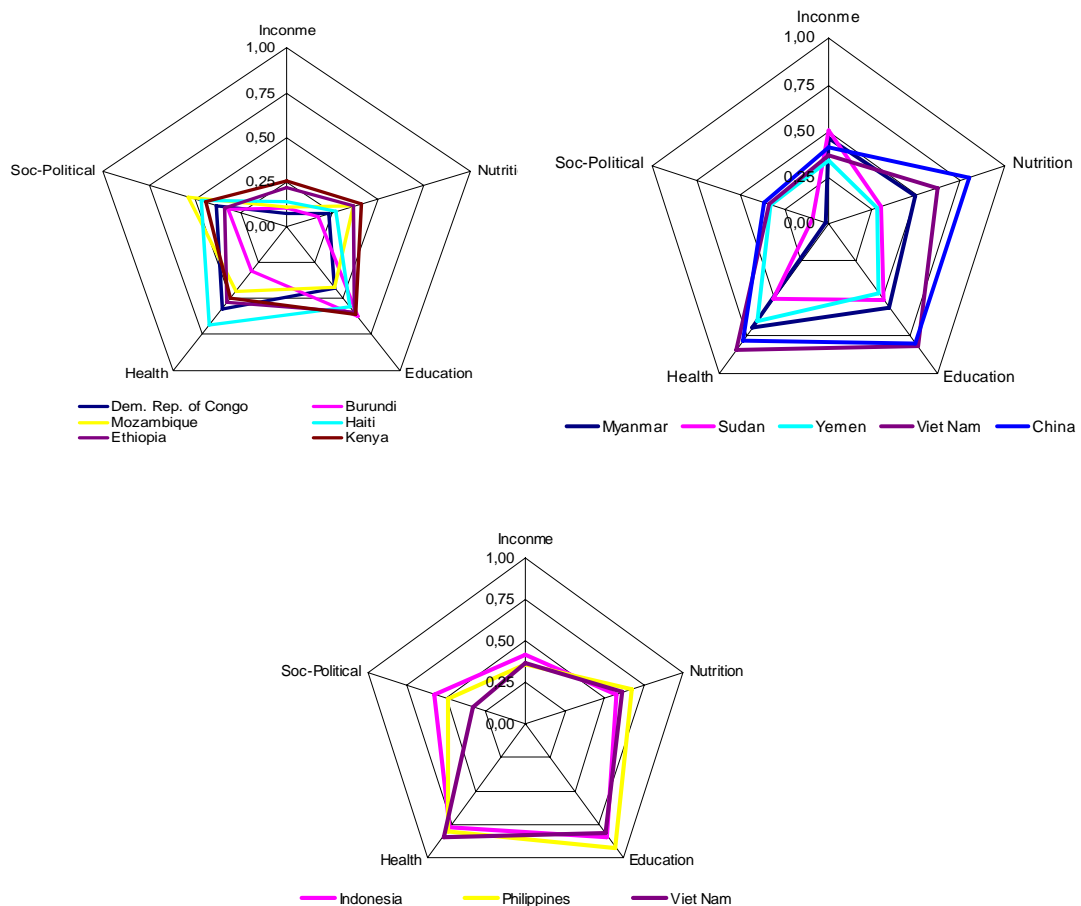 Inconme
1,00
0,75
0,50
0,25
0,00
Soc-Political
Nutriti
Health
Education
Dem. Rep. of Congo
Burundi
Mozambique
Haiti
Ethiopia
Kenya
Inconme
1,00
0,75
0,50
0,25
0,00
Soc-Political
Nutrition
Health
Education
Myanmar
Sudan
Yemen
Viet Nam
China
Inconme
1,00
0,75
0,50
0,25
0,00
Soc-Political
Nutrition
Health
Education
Indonesia
Philippines
Viet Nam